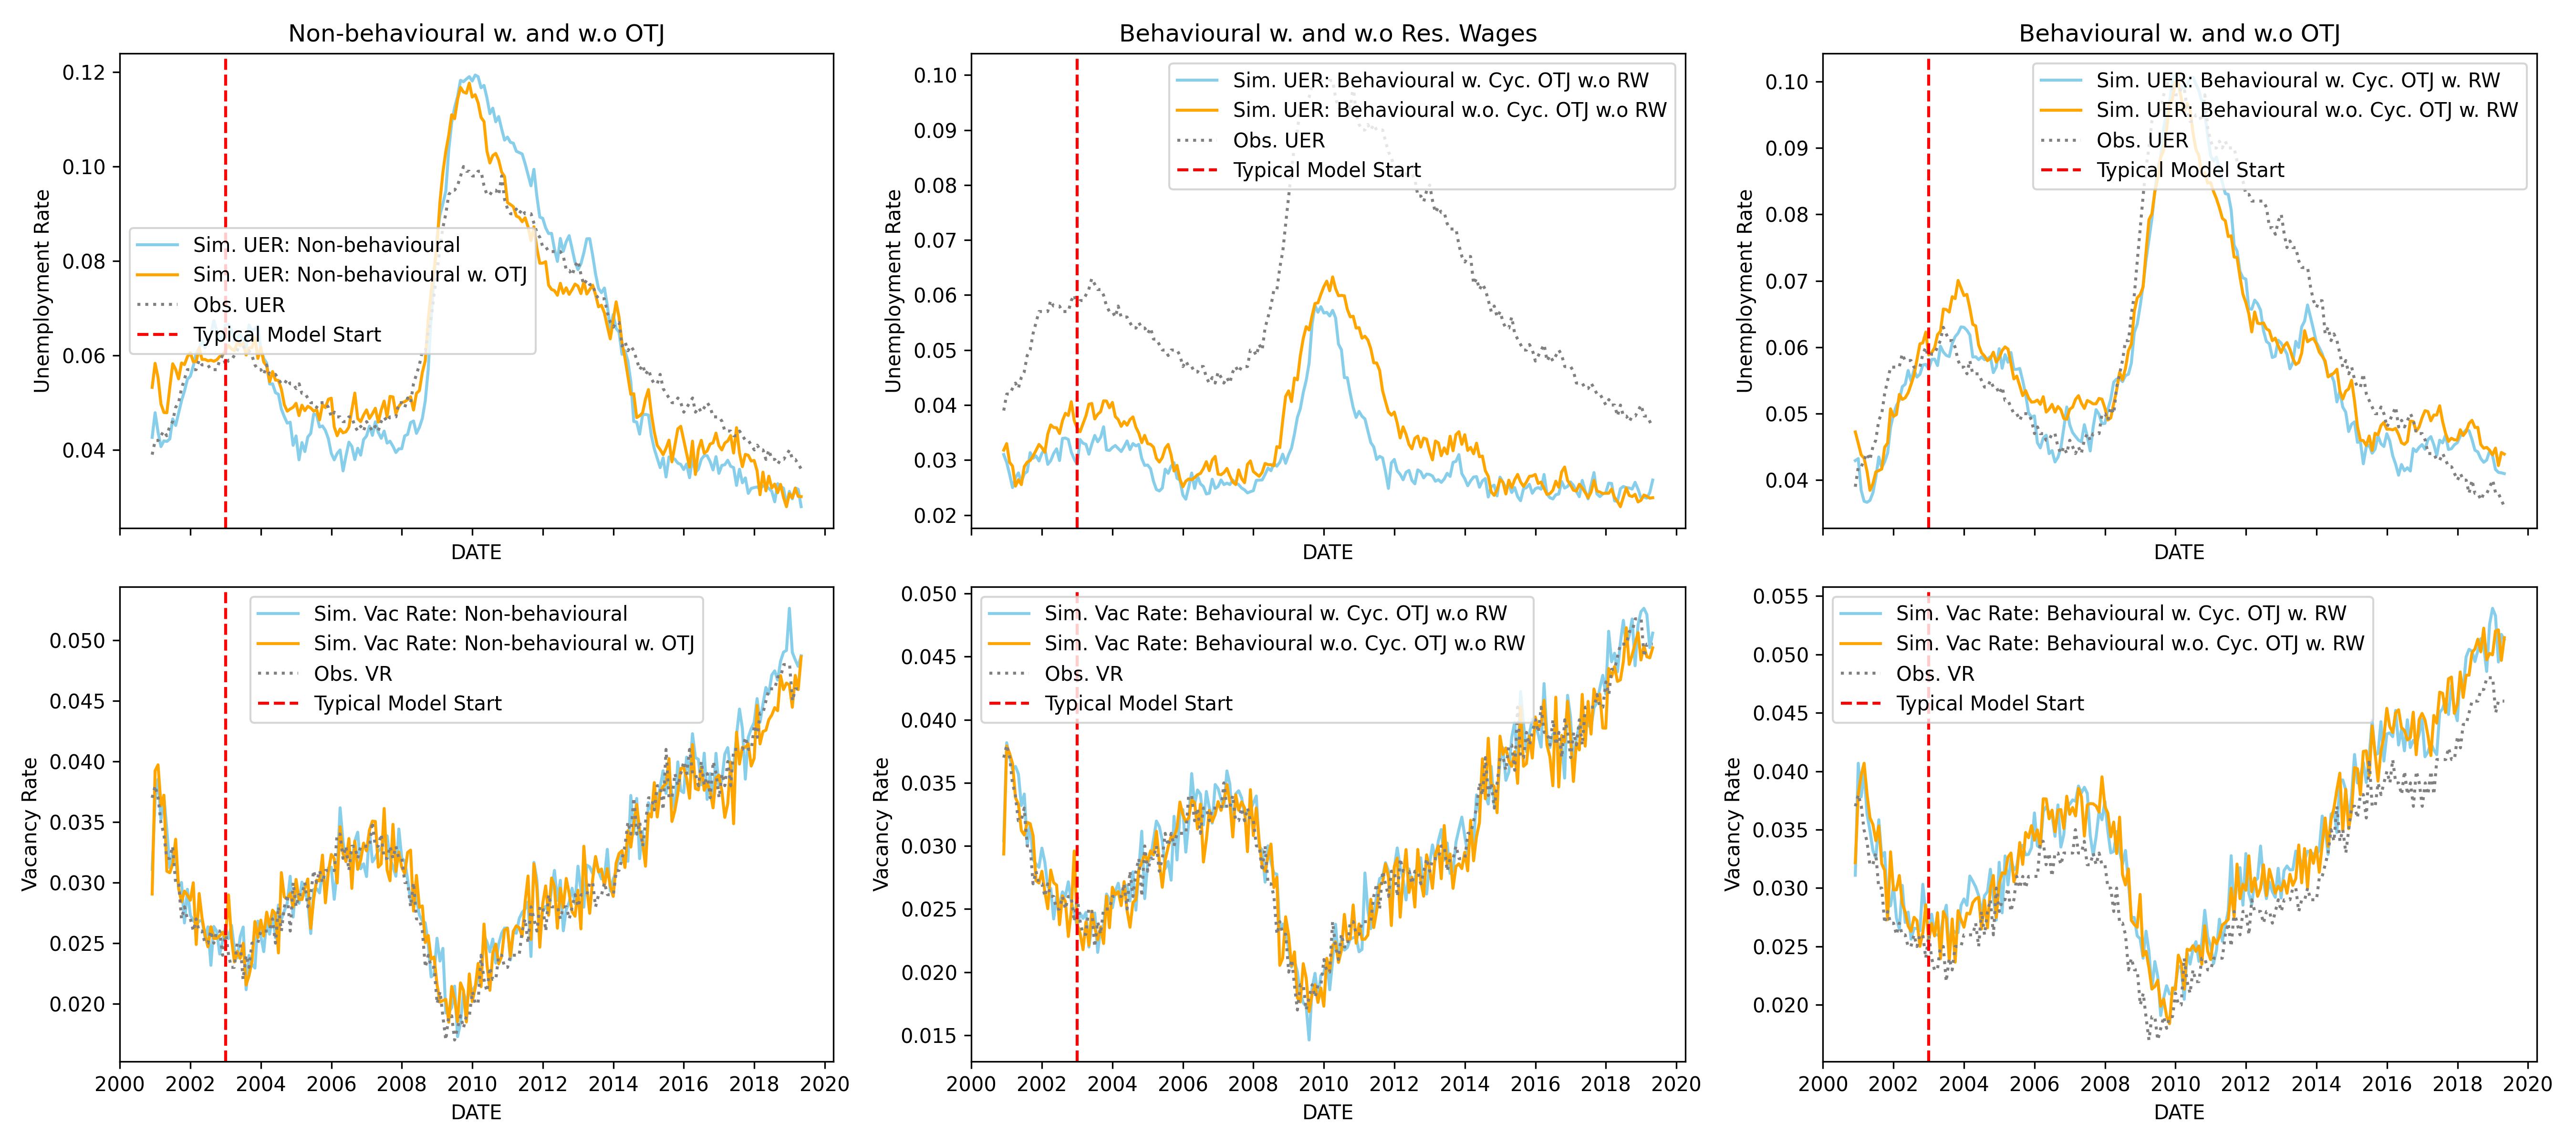 Non-behavioural w. and w.o OTJ
0.12
0.10
0.08
0.06
0.04
Unemployment Rate
Sim. UER: Non-behavioural
Sim. UER: Non-behavioural w. OTJ
Obs. UER
Typical Model Start
DATE
Behavioural w. and w.o Res. Wages
0.10
0.09
0.08
0.07
0.06
0.05
0.04
0.03
0.02
Unemployment Rate
Sim. UER: Behavioural w. Cyc. OTJ w.o RW
Sim. UER: Behavioural w.o. Cyc. OTJ w.o RW
Obs. UER
Typical Model Start
DATE
Behavioural w. and w.o OTJ
0.10
0.09
0.08
0.07
0.06
0.05
0.04
Unemployment Rate
Sim. UER: Behavioural w. Cyc. OTJ w. RW
Sim. UER: Behavioural w.o. Cyc. OTJ w. RW
Obs. UER
Typical Model Start
DATE
0.050
0.045
0.040
0.035
0.030
0.025
0.020
Vacancy Rate
Sim. Vac Rate: Non-behavioural
Sim. Vac Rate: Non-behavioural w. OTJ
Obs. VR
Typical Model Start
2000 2002 2004 2006 2008 2010 2012 2014 2016 2018 2020
DATE
0.050
0.045
0.040
0.035
0.030
0.025
0.020
0.015
Vacancy Rate
Sim. Vac Rate: Behavioural w. Cyc. OTJ w.o RW
Sim. Vac Rate: Behavioural w.o. Cyc. OTJ w.o RW
Obs. VR
Typical Model Start
2000 2002 2004 2006 2008 2010 2012 2014 2016 2018 2020
DATE
0.055
0.050
0.045
0.040
0.035
0.030
0.025
0.020
Vacancy Rate
Sim. Vac Rate: Behavioural w. Cyc. OTJ w. RW
Sim. Vac Rate: Behavioural w.o. Cyc. OTJ w. RW
Obs. VR
Typical Model Start
2000 2002 2004 2006 2008 2010 2012 2014 2016 2018 2020
DATE